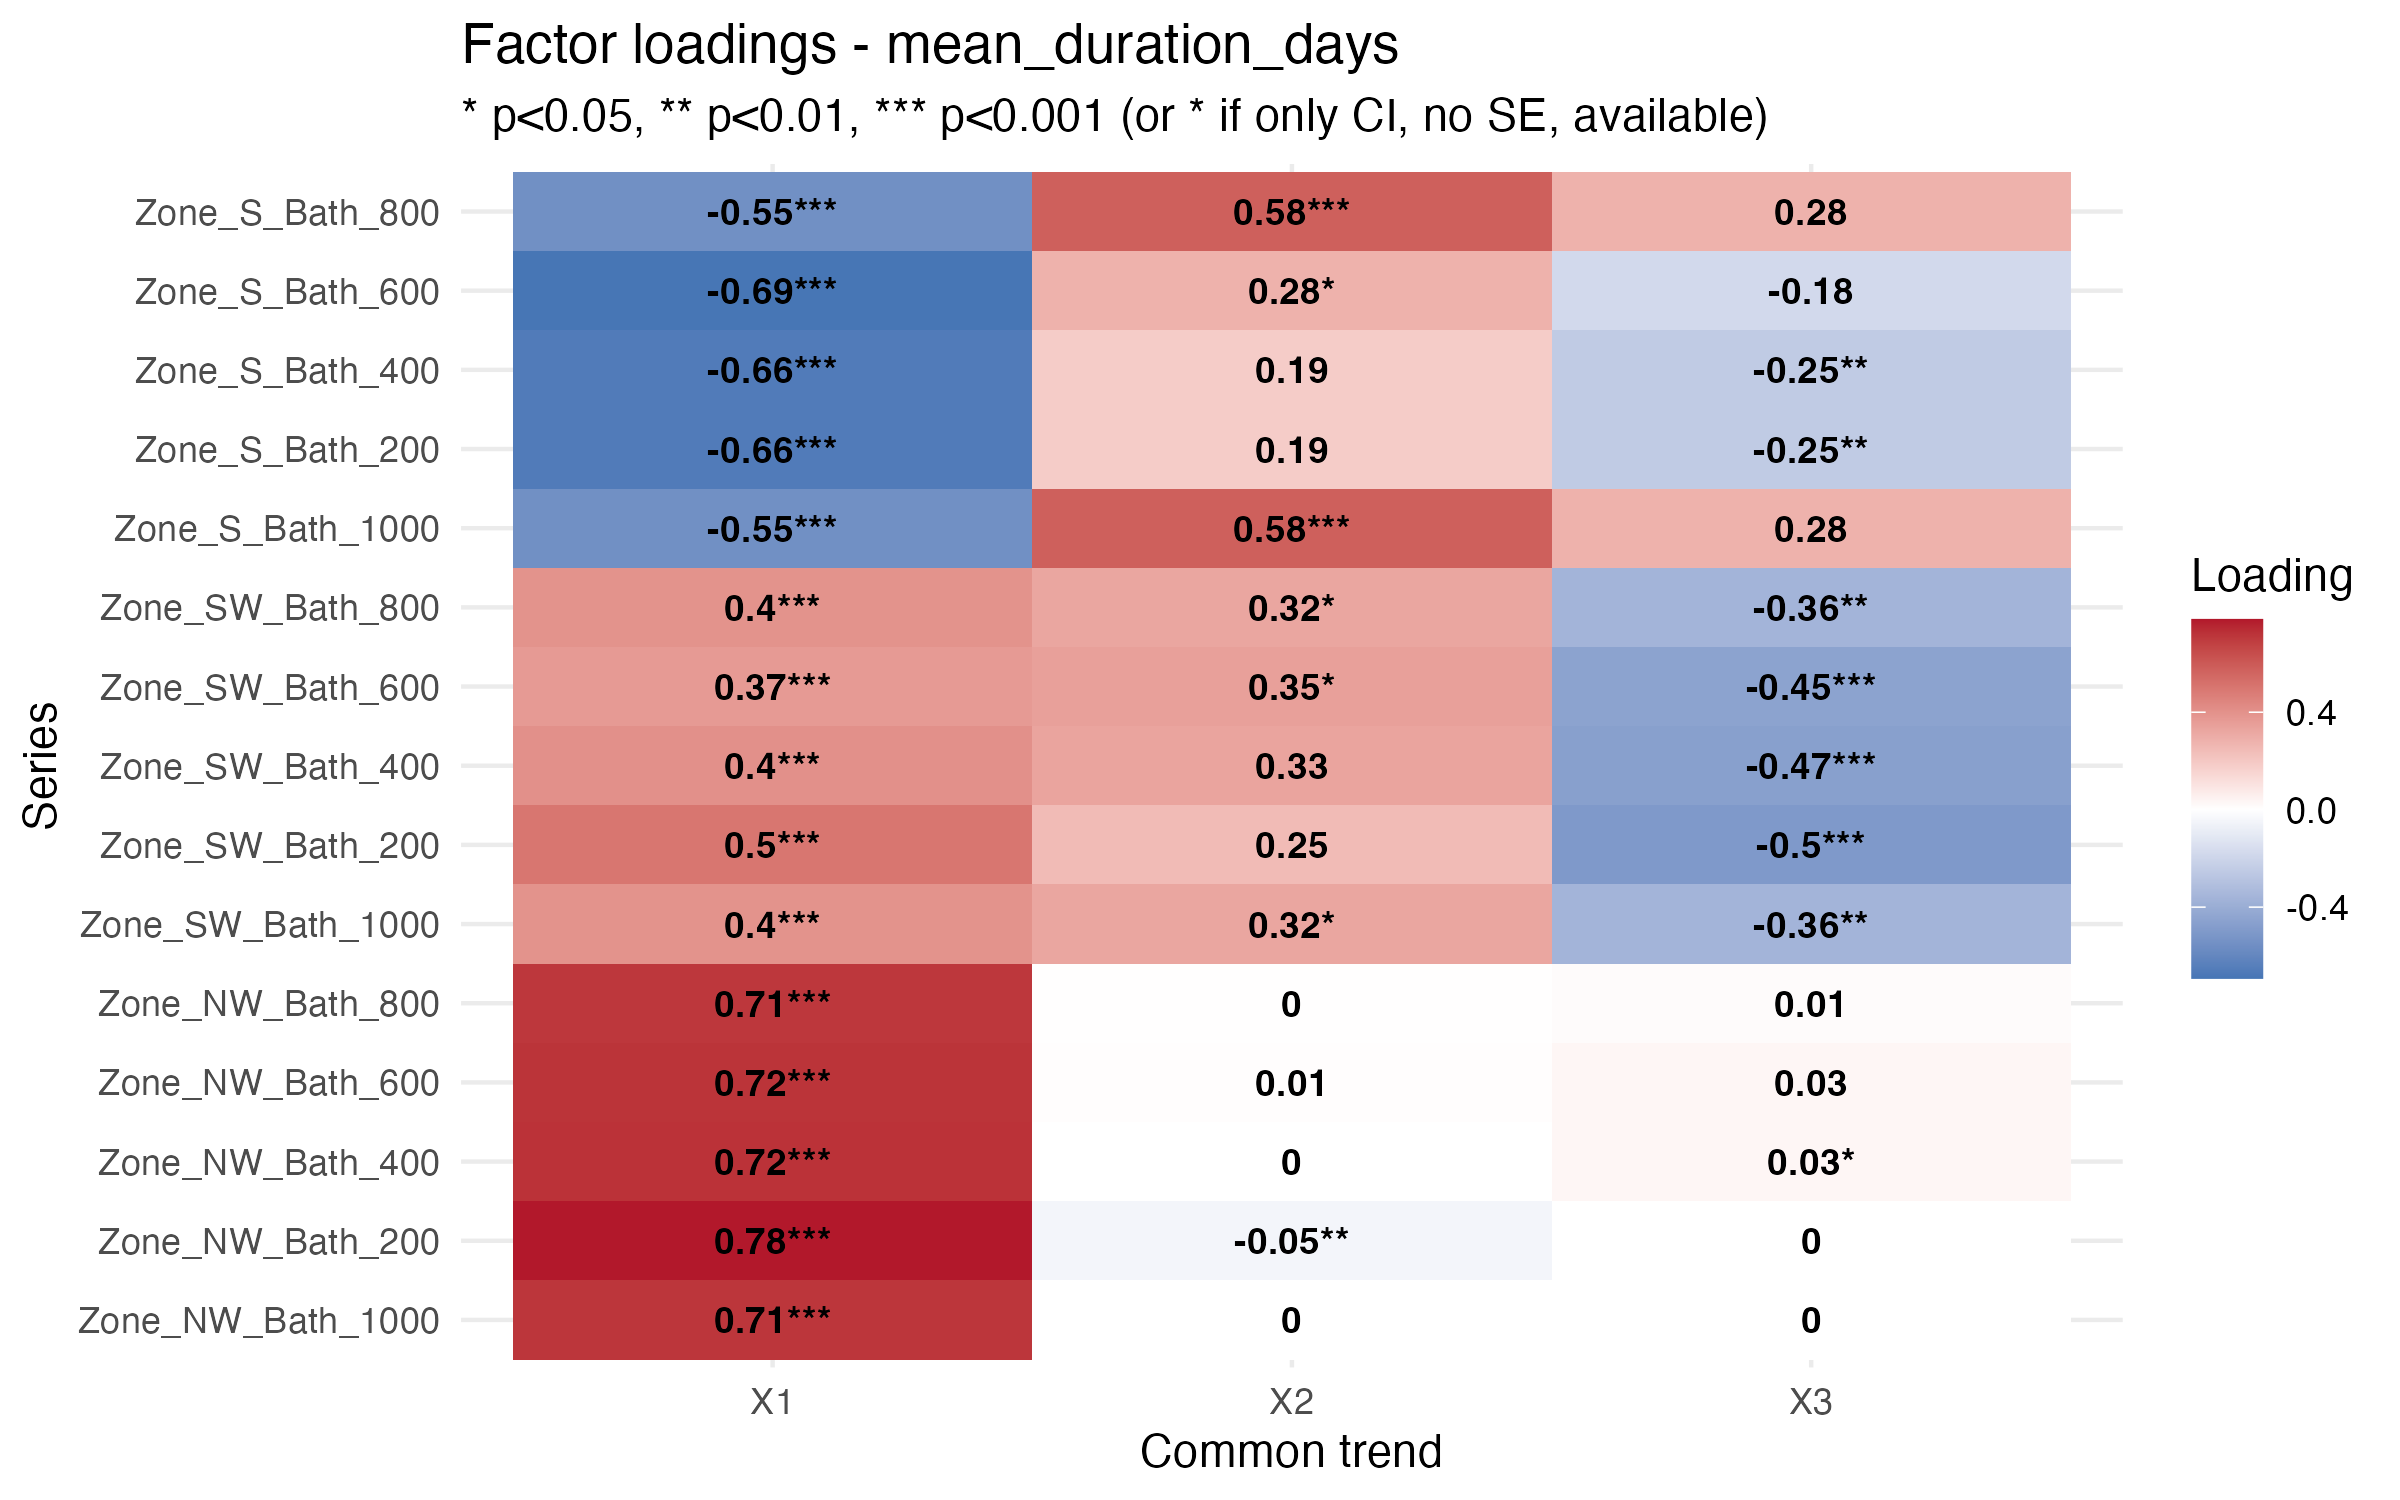 Factor loadings - mean_duration_days
* p<0.05, ** p<0.01, *** p<0.001 (or * if only CI, no SE, available)
Series
Zone_S_Bath_800 -0.55*** 0.58*** 0.28
Zone_S_Bath_600 -0.69*** 0.28* -0.18
Zone_S_Bath_400 -0.66*** 0.19 -0.25**
Zone_S_Bath_200 -0.66*** 0.19 -0.25**
Zone_S_Bath_1000 -0.55*** 0.58*** 0.28
Zone_SW_Bath_800 0.4*** 0.32* -0.36**
Zone_SW_Bath_600 0.37*** 0.35* -0.45***
Zone_SW_Bath_400 0.4*** 0.33 -0.47***
Zone_SW_Bath_200 0.5*** 0.25 -0.5***
Zone_SW_Bath_1000 0.4*** 0.32* -0.36**
Zone_NW_Bath_800 0.71*** 0 0.01
Zone_NW_Bath_600 0.72*** 0.01 0.03
Zone_NW_Bath_400 0.72*** 0 0.03*
Zone_NW_Bath_200 0.78*** -0.05** 0
Zone_NW_Bath_1000 0.71*** 0 0
X1 X2 X3
Common trend
Loading
0.4
0.0
-0.4